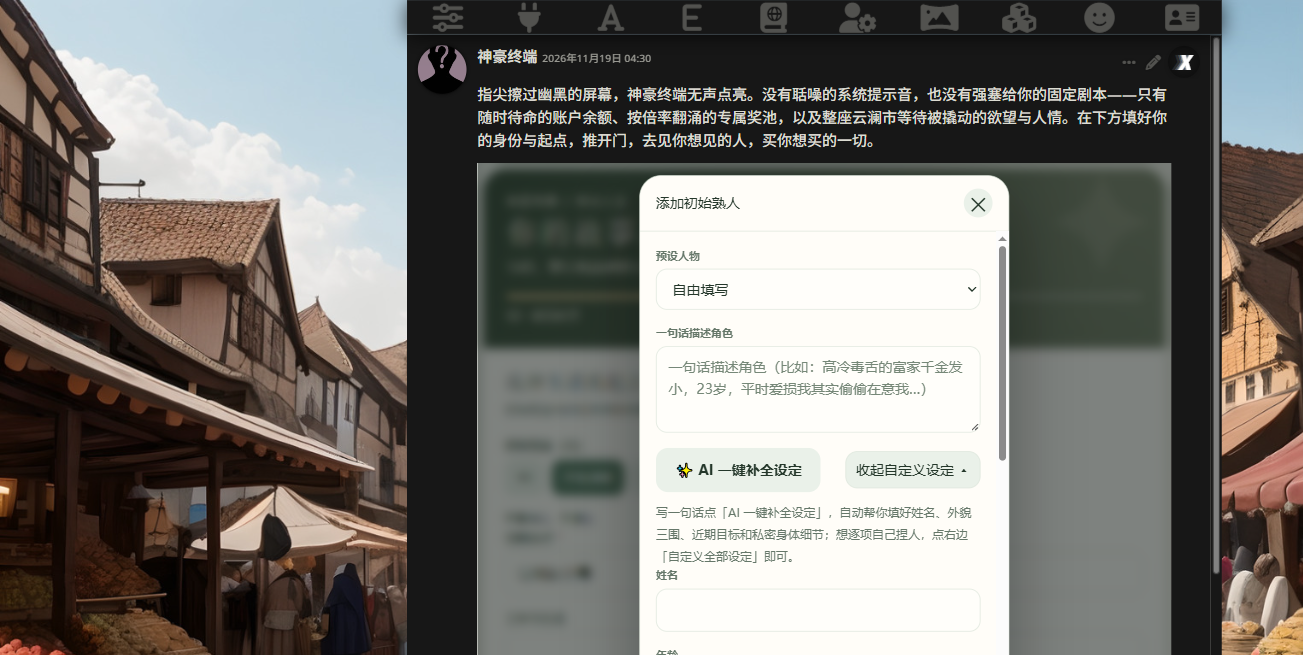 神豪终端 2026年11月19日 04:30
指尖擦过幽黑的屏幕，神豪终端无声点亮。没有聒噪的系统提示音，也没有强塞给你的固定剧本——只有
随时待命的账户余额、按倍率翻涌的专属奖池，以及整座云澜市等待被撬动的欲望与人情。在下方填好你
的身份与起点，推开门，去见你想见的人，买你想买的一切。
添加初始熟人
预设人物
自由填写
一句话描述角色
一句话描述角色（比如：高冷毒舌的富家千金发
小，23岁，平时爱损我其实偷偷在意我...）
AI 一键补全设定
收起自定义设定
写一句话点「AI 一键补全设定」，自动帮你填好姓名、外貌
三围、近期目标和私密身体细节；想逐项自己捏人，点右边
「自定义全部设定」即可。
姓名